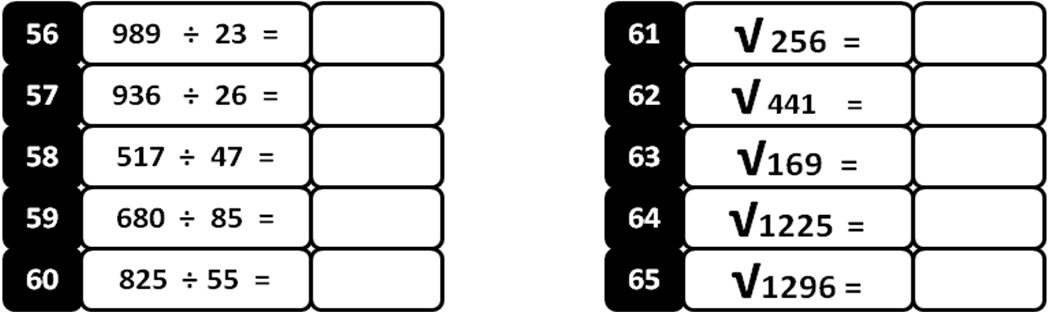 56 989 ÷ 23 =
57 936 ÷ 26 =
58 517 ÷ 47 =
59 680 ÷ 85 =
60 825 ÷ 55 =
61 √ 256 =
62 √ 441 =
63 √169 =
64 √1225 =
65 √1296 =